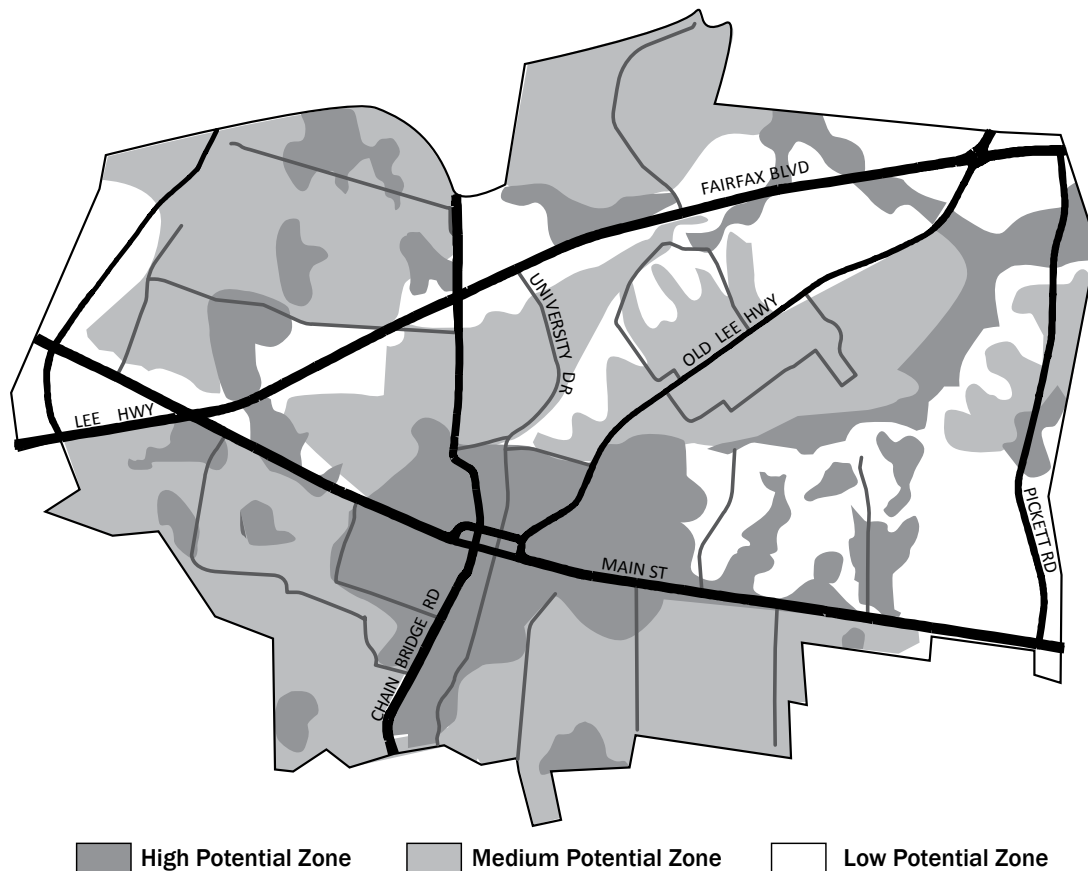 FAIRFAX BLVD
UNIVERSITY DR
OLD LEE HWY
LEE HWY
PICKETT RD
MAIN ST
CHAIN BRIDGE RD
High Potential Zone
Medium Potential Zone
Low Potential Zone